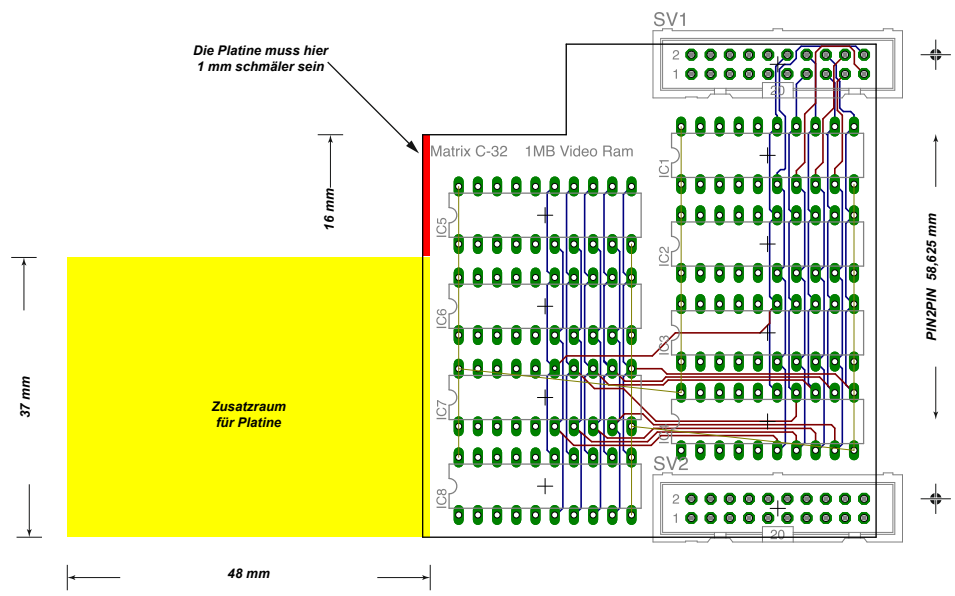 SV1
Die Platine muss hier
1 mm schmäler sein
2
1
20
Matrix C-32 1MB Video Ram
IC1
16 mm
IC5
IC2
PIN2PIN 58,625 mm
IC6
IC3
37 mm
Zusatzraum
für Platine
IC7
SV2
IC8
2
1
20
48 mm